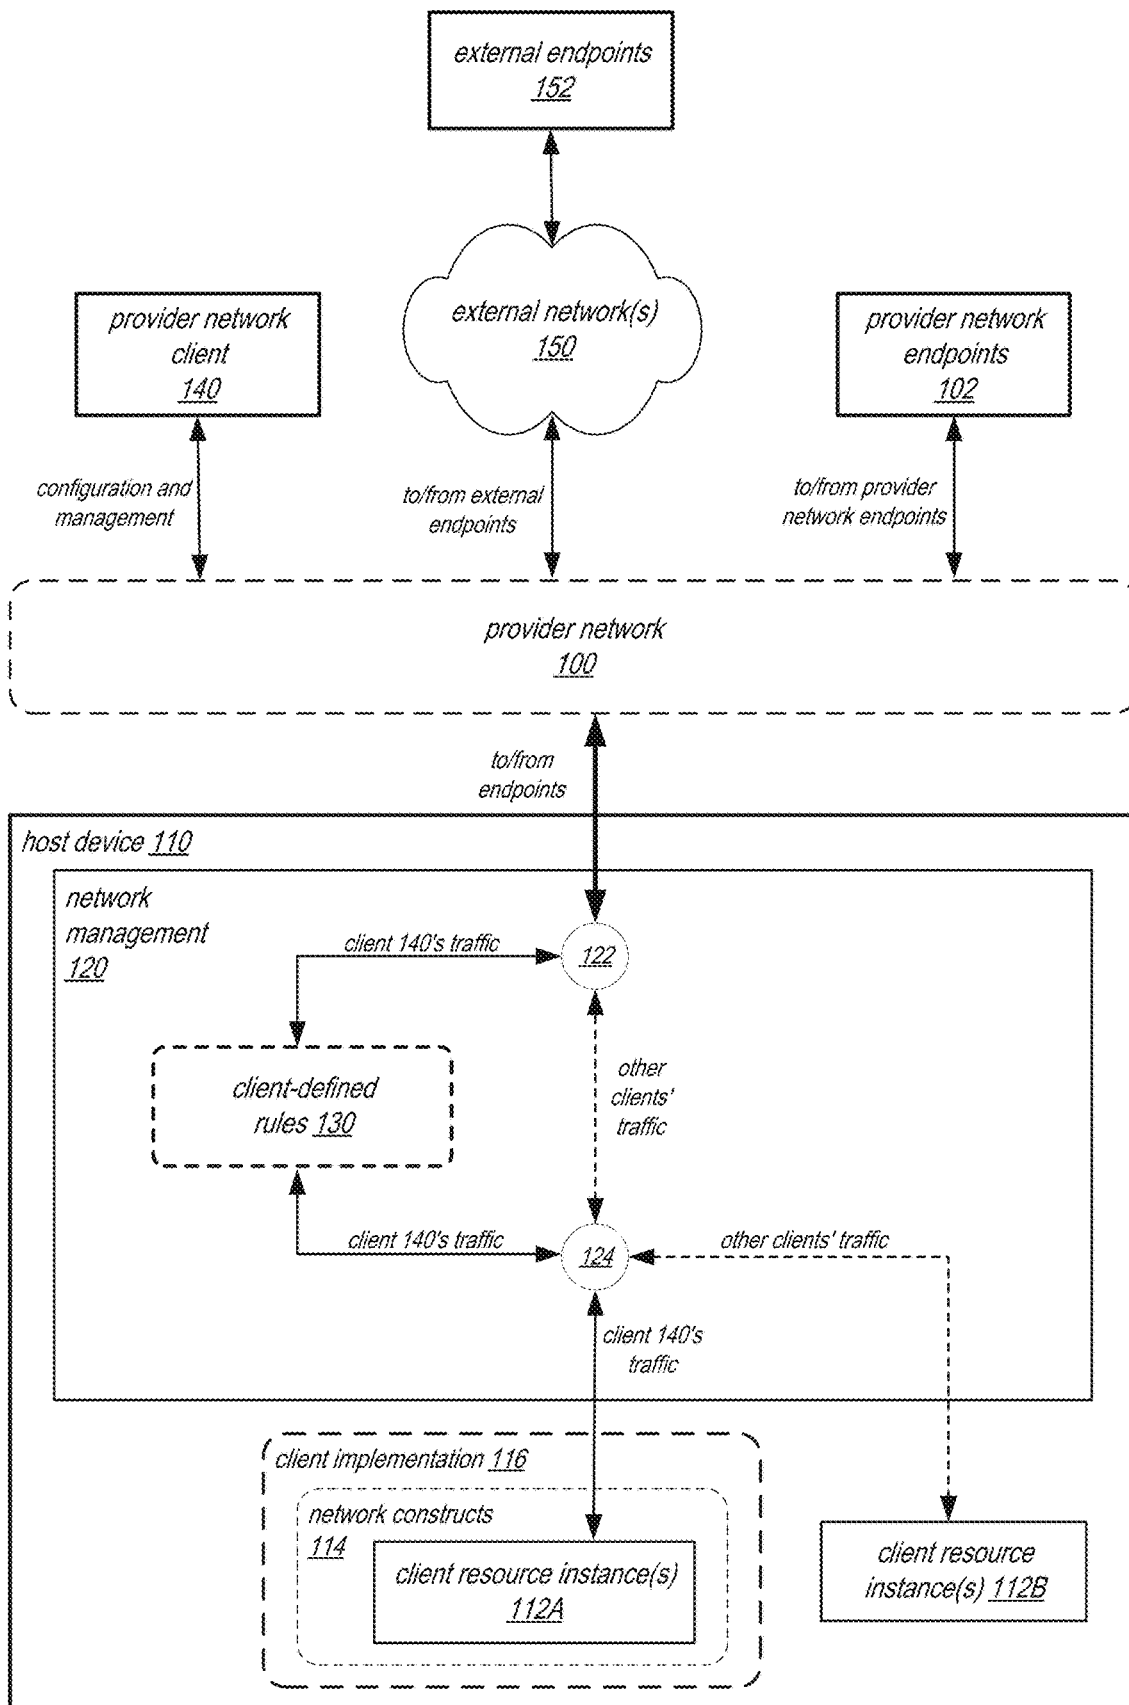 external endpoints
152
provider network
client
140
external network(s)
150
provider network
endpoints
102
configuration and
management
to/from external
endpoints
to/from provider
network endpoints
provider network
100
to/from
endpoints
host device 110
network
management
120
client 140's traffic
122
client-defined
rules 130
other
clients'
traffic
client 140's traffic
124
other clients' traffic
client 140's
traffic
client implementation 116
network constructs
114
client resource instance(s)
112A
client resource
instance(s) 112B